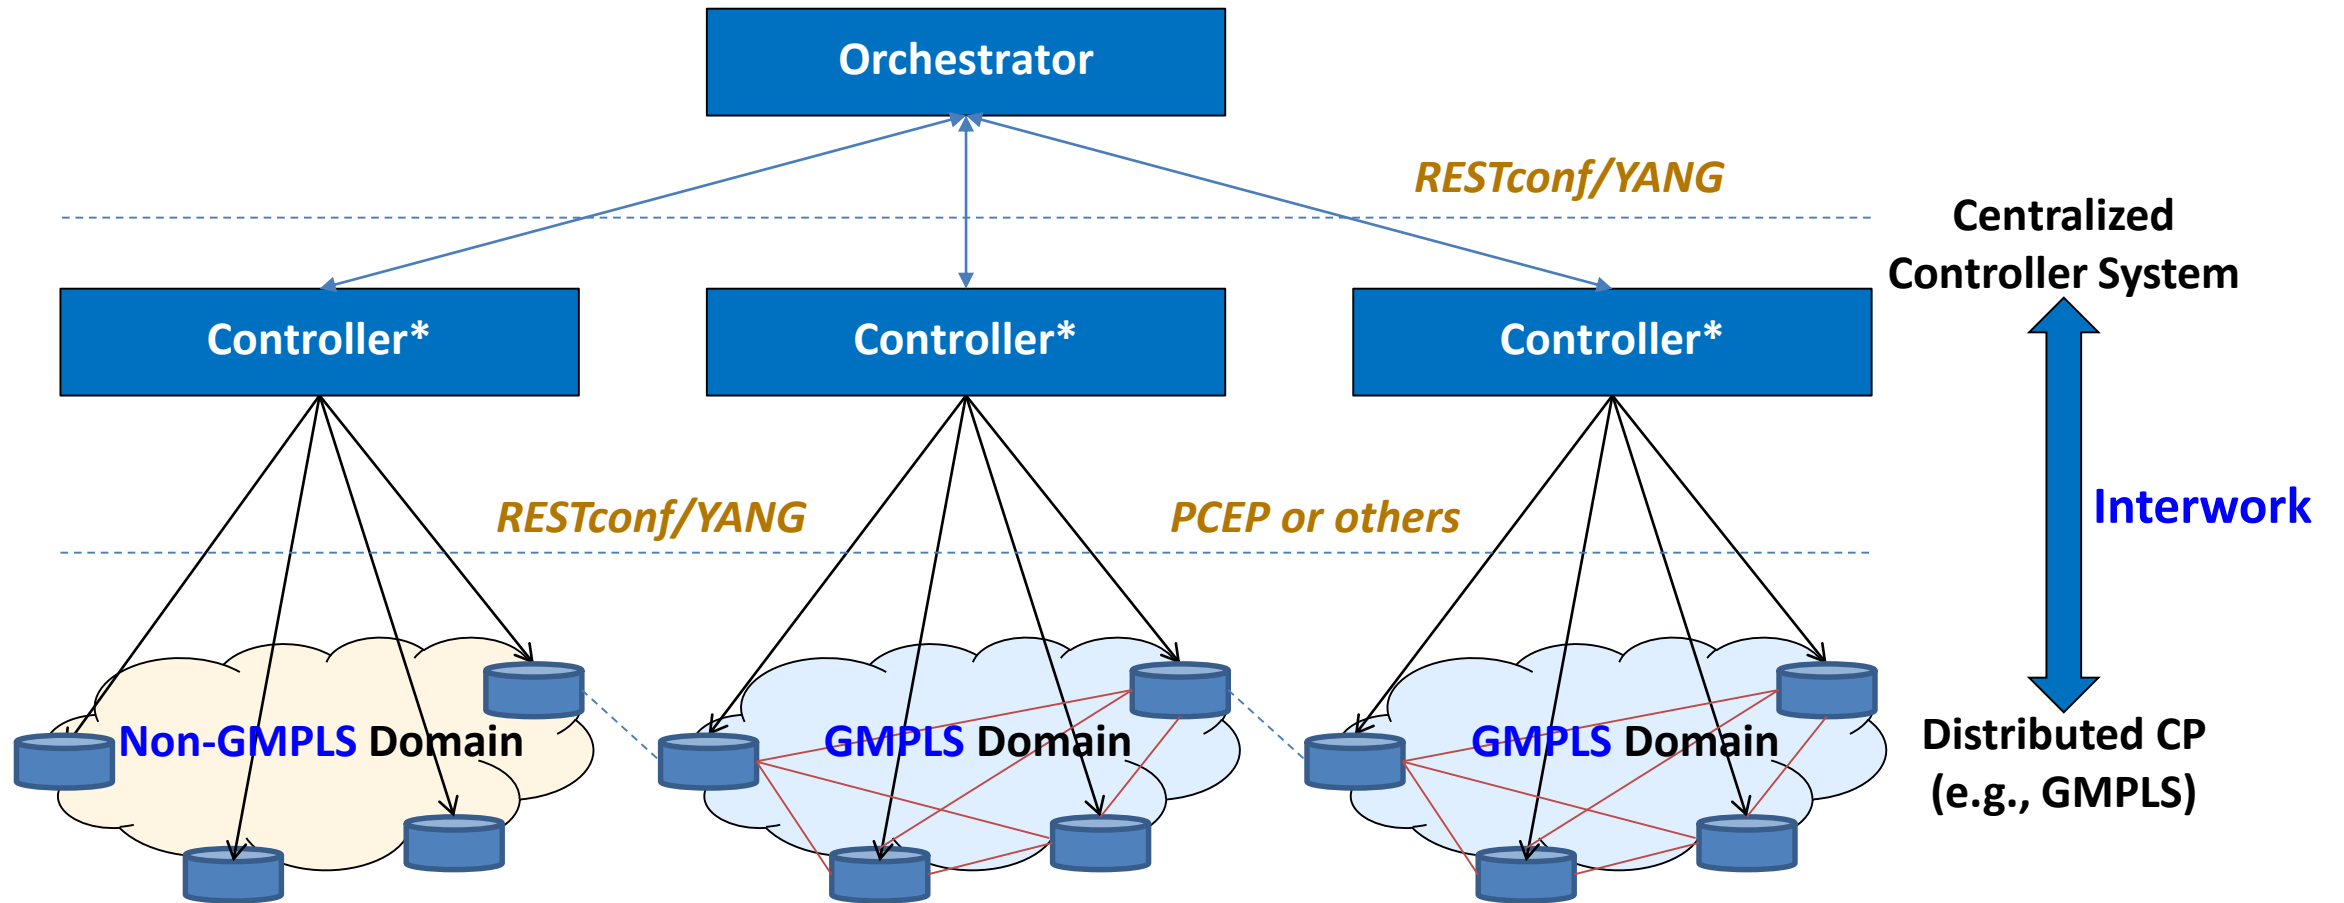 Orchestrator
RESTconf/YANG
Centralized
Controller System
Controller*
Controller*
Controller*
RESTconf/YANG
PCEP or others
Interwork
Non-GMPLS Domain
GMPLS Domain
GMPLS Domain
Distributed CP
(e.g., GMPLS)